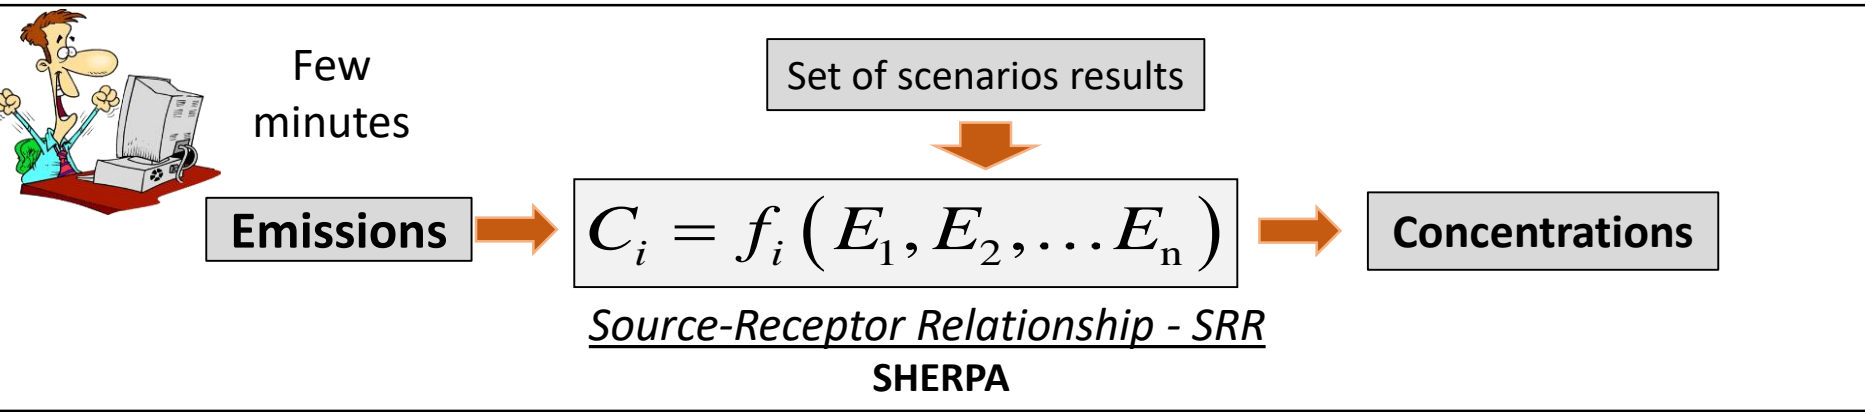 Few
minutes
Set of scenarios results
Emissions
C_i = f_i (E_1, E_2, ... E_n)
Concentrations
Source-Receptor Relationship - SRR
SHERPA